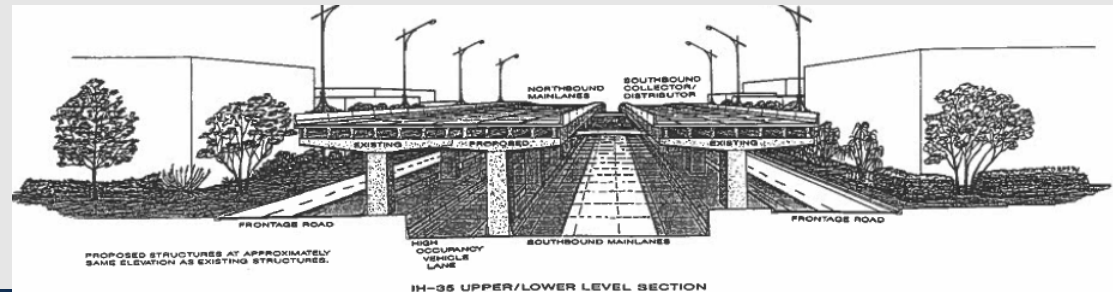 NORTHBOUND
MAINLANES
SOUTHBOUND
COLLECTOR/
DISTRIBUTOR
EXISTING
PROPOSED
EXISTING
FRONTAGE ROAD
FRONTAGE ROAD
HIGH
OCCUPANCY
VEHICLE
LANE
SOUTHBOUND MAINLANES
PROPOSED STRUCTURES AT APPROXIMATELY
SAME ELEVATION AS EXISTING STRUCTURES.
IH-35 UPPER/LOWER LEVEL SECTION